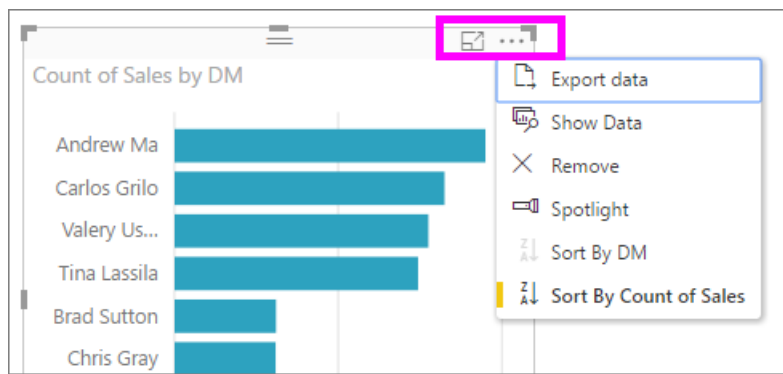 Count of Sales by DM
Andrew Ma
Carlos Grilo
Valery Us...
Tina Lassila
Brad Sutton
Chris Gray
Export data
Show Data
Remove
Spotlight
Sort By DM
Sort By Count of Sales